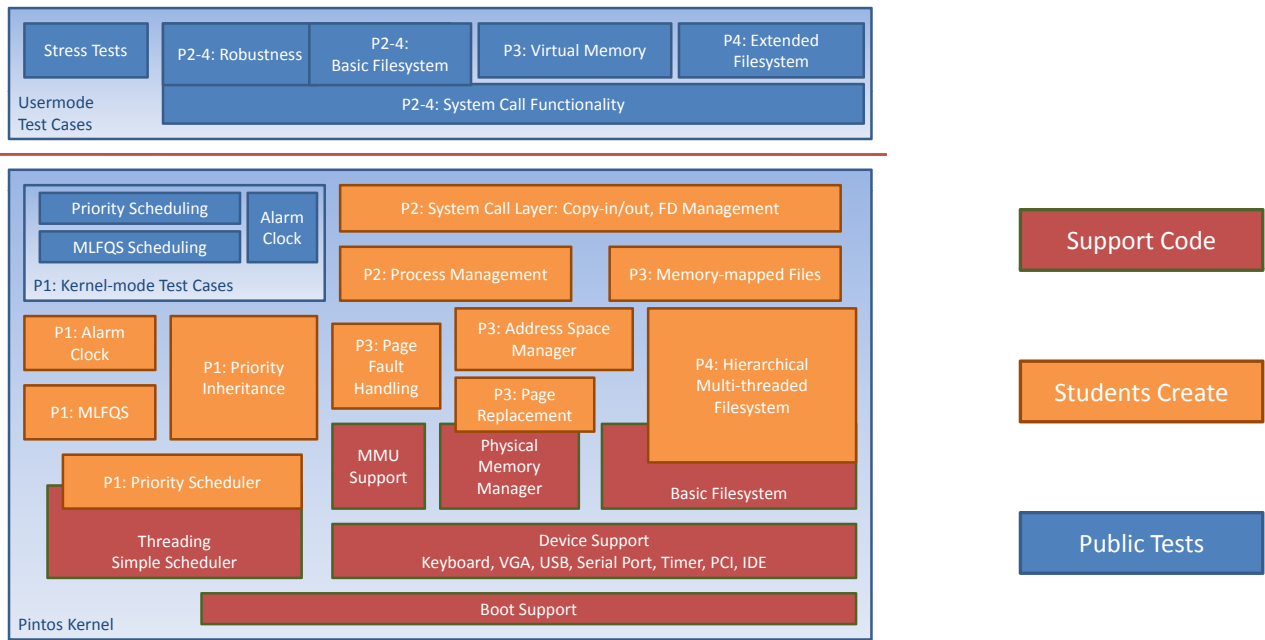 Stress Tests
P2-4: Robustness
P2-4:
Basic Filesystem
P3: Virtual Memory
P4: Extended
Filesystem
P2-4: System Call Functionality
Usermode
Test Cases
Priority Scheduling
MLFQS Scheduling
Alarm
Clock
P1: Kernel-mode Test Cases
P2: System Call Layer: Copy-in/out, FD Management
P2: Process Management
P3: Memory-mapped Files
P1: Alarm
Clock
P1: MLFQS
P1: Priority
Inheritance
P3: Page
Fault
Handling
P3: Address Space
Manager
P3: Page
Replacement
P4: Hierarchical
Multi-threaded
Filesystem
P1: Priority Scheduler
Threading
Simple Scheduler
MMU
Support
Physical
Memory
Manager
Basic Filesystem
Device Support
Keyboard, VGA, USB, Serial Port, Timer, PCI, IDE
Boot Support
Pintos Kernel
Support Code
Students Create
Public Tests